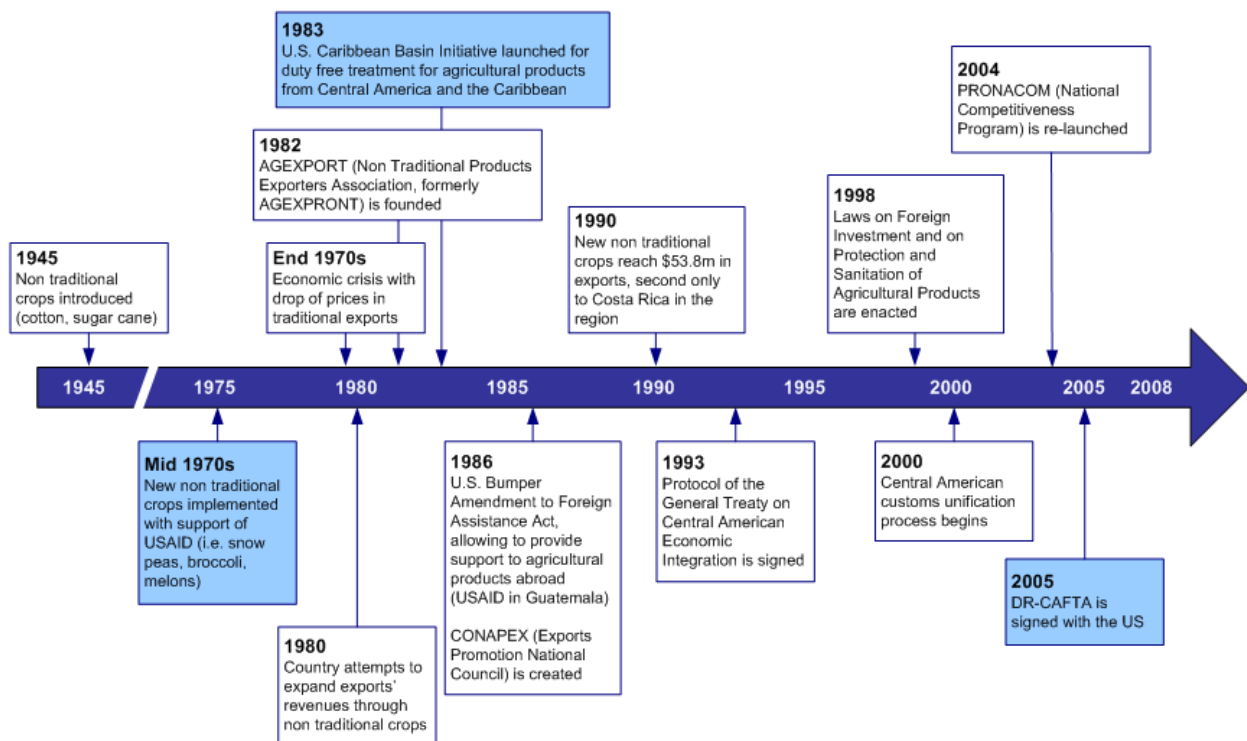 1983
U.S. Caribbean Basin Initiative launched for
duty free treatment for agricultural products
from Central America and the Caribbean
2004
PRONACOM (National
Competitiveness
Program) is re-launched
1982
AGEXPORT (Non Traditional Products
Exporters Association, formerly
AGEXPRONT) is founded
1998
Laws on Foreign
Investment and on
Protection and
Sanitation of
Agricultural Products
are enacted
1990
New non traditional
crops reach $53.8m in
exports, second only
to Costa Rica in the
region
1945
Non traditional
crops introduced
(cotton, sugar cane)
End 1970s
Economic crisis with
drop of prices in
traditional exports
1945 1975 1980 1985 1990 1995 2000 2005 2008
Mid 1970s
New non traditional
crops implemented
with support of
USAID (i.e. snow
peas, broccoli,
melons)
1980
Country attempts to
expand exports'
revenues through
non traditional crops
1986
U.S. Bumper
Amendment to Foreign
Assistance Act,
allowing to provide
support to agricultural
products abroad
(USAID in Guatemala)
CONAPEX (Exports
Promotion National
Council) is created
1993
Protocol of the
General Treaty on
Central American
Economic
Integration is signed
2000
Central American
customs unification
process begins
2005
DR-CAFTA is
signed with the US